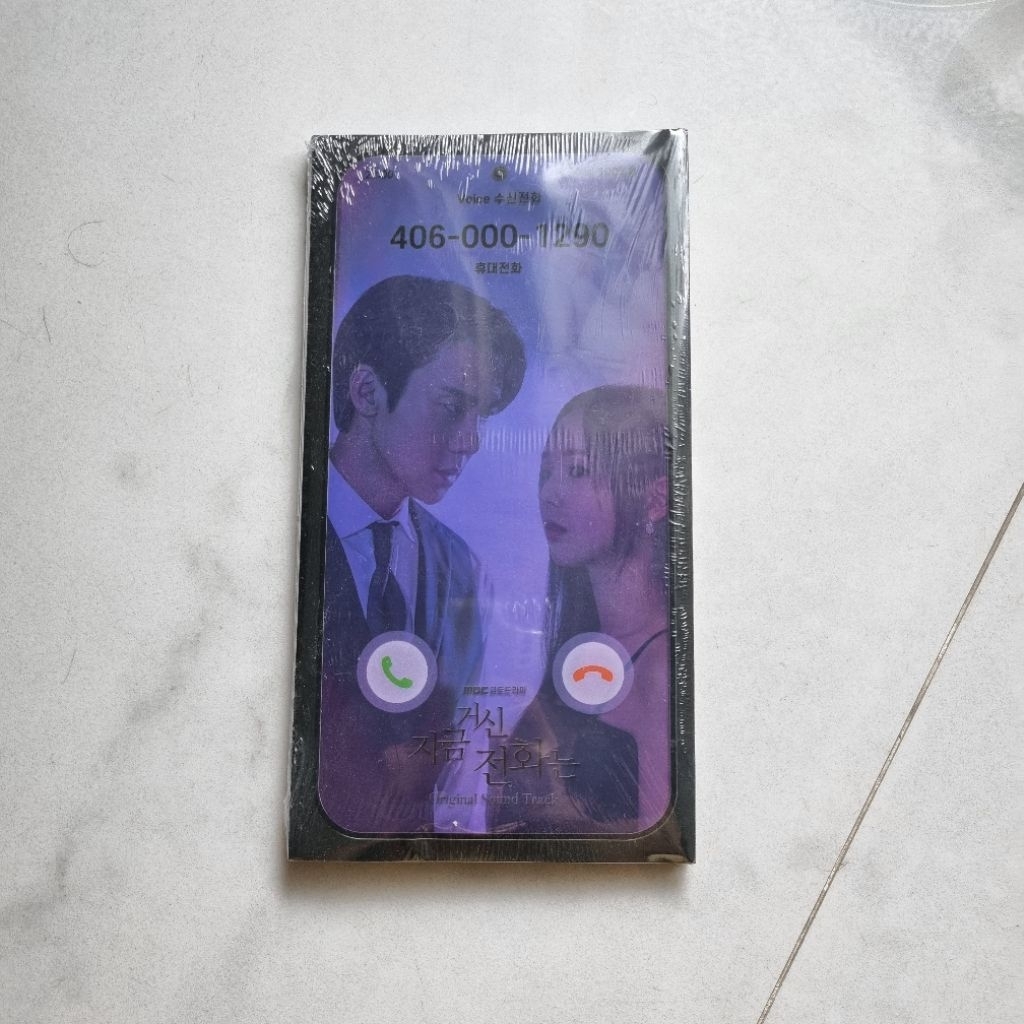 Voice 수신전화
406-000-1290
휴대전화
MBC 금토드라마
지금 거신
전화는
Original Sound Track